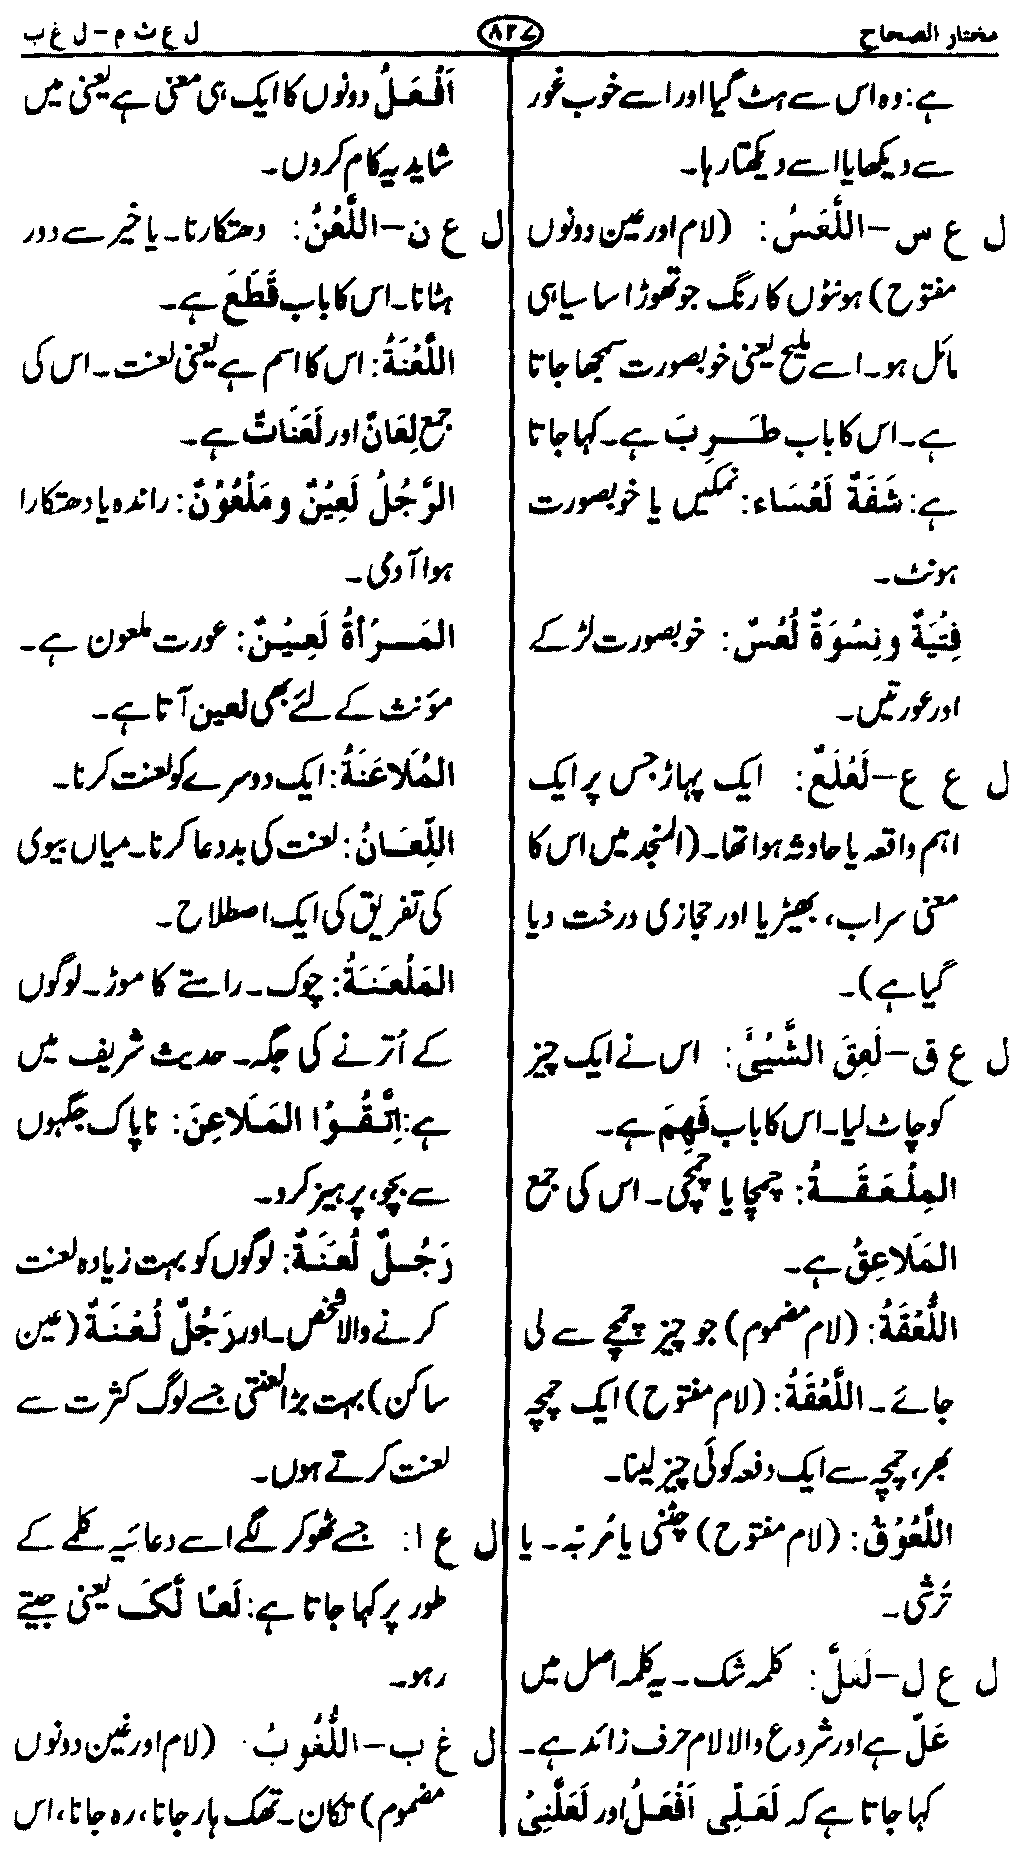 مختار الصحاح
۸۲۷
ل ع ث م – ل غ ب
ہے: وہ اس سے ہٹ گیا اور اسے خوب غور
سے دیکھا یا اسے دیکھتا رہا۔
ل ع س – اللَّعَسُ: (لام اور عین دونوں
مفتوح) ہونٹوں کا رنگ جو تھوڑا سا سیاہی
مائل ہو۔ اسے ملیح یعنی خوبصورت سمجھا جاتا
ہے۔ اس کا باب طَرِبَ ہے۔ کہا جاتا
ہے: شَفَةٌ لَعْسَاء: نمکیں یا خوبصورت
ہونٹ۔
فِتْيَةٌ ونِسْوَةٌ لُعْسٌ: خوبصورت لڑکے
اور عورتیں۔
ل ع ع – لَعْلَعٌ: ایک پہاڑ جس پر ایک
اہم واقعہ یا حادثہ ہوا تھا۔ (المنجد میں اس کا
معنی سراب، بھیڑیا اور حجازی درخت دیا
گیا ہے)۔
ل ع ق – لَعِقَ الشَّيْئَ: اس نے ایک چیز
کو چاٹ لیا۔ اس کا باب فَهِمَ ہے۔
المِلْعَقَةُ: چمچا یا چمچی۔ اس کی جمع
المَلَاعِقُ ہے۔
اللُّعْقَةُ: (لام مضموم) جو چیز چمچے سے لی
جائے۔ اللَّعْقَةُ: (لام مفتوح) ایک چمچہ
بھر، چمچہ سے ایک دفعہ کوئی چیز لینا۔
اللَّعُوْقُ: (لام مفتوح) چٹنی یا مُربّہ۔ یا
تُرشی۔
ل ع ل – لَعَلَّ: کلمہ شک۔ یہ کلمہ اصل میں
عَلّ ہے اور شروع والا لام حرف زائد ہے۔
کہا جاتا ہے کہ لَعَلِّى اَفْعَلُ اور لَعَلَّنِىْ
اَفْعَلُ دونوں کا ایک ہی معنی ہے یعنی میں
شاید یہ کام کروں۔
ل ع ن – اللَّعْنُ: دھتکارنا۔ یا خیر سے دور
ہٹانا۔ اس کا باب قَطَعَ ہے۔
اللَّعْنَةُ: اس کا اسم ہے یعنی لعنت۔ اس کی
جمع لِعَانٌ اور لَعَنَاتٌ ہے۔
الرَّجُلُ لَعِيْنٌ ومَلْعُوْنٌ: راندہ یا دھتکارا
ہوا آدمی۔
المَرْأةُ لَعِيْنٌ: عورت ملعون ہے۔
مؤنث کے لئے بھی لعین آتا ہے۔
المُلَاعَنَةُ: ایک دوسرے کو لعنت کرنا۔
اللِّعَانُ: لعنت کی بددعا کرنا۔ میاں بیوی
کی تفریق کی ایک اصطلاح۔
المَلْعَنَةُ: چوک۔ راستے کا موڑ۔ لوگوں
کے اُترنے کی جگہ۔ حدیث شریف میں
ہے: اِتَّقُوْا المَلَاعِنَ: ناپاک جگہوں
سے بچو، پرہیز کرو۔
رَجُلٌ لُعَنَةٌ: لوگوں کو بہت زیادہ لعنت
کرنے والا شخص۔ اور رَجُلٌ لُعْنَةٌ (عین
ساکن) بہت بڑا لعنتی جسے لوگ کثرت سے
لعنت کرتے ہوں۔
ل ع ا: جسے ٹھوکر لگے اسے دعائیہ کلمے کے
طور پر کہا جاتا ہے: لَعًا لَّکَ یعنی جیتے
رہو۔
ل غ ب – اللُّغُوبُ: (لام اور غین دونوں
مضموم) تکان۔ تھک ہار جانا، رہ جانا، اس